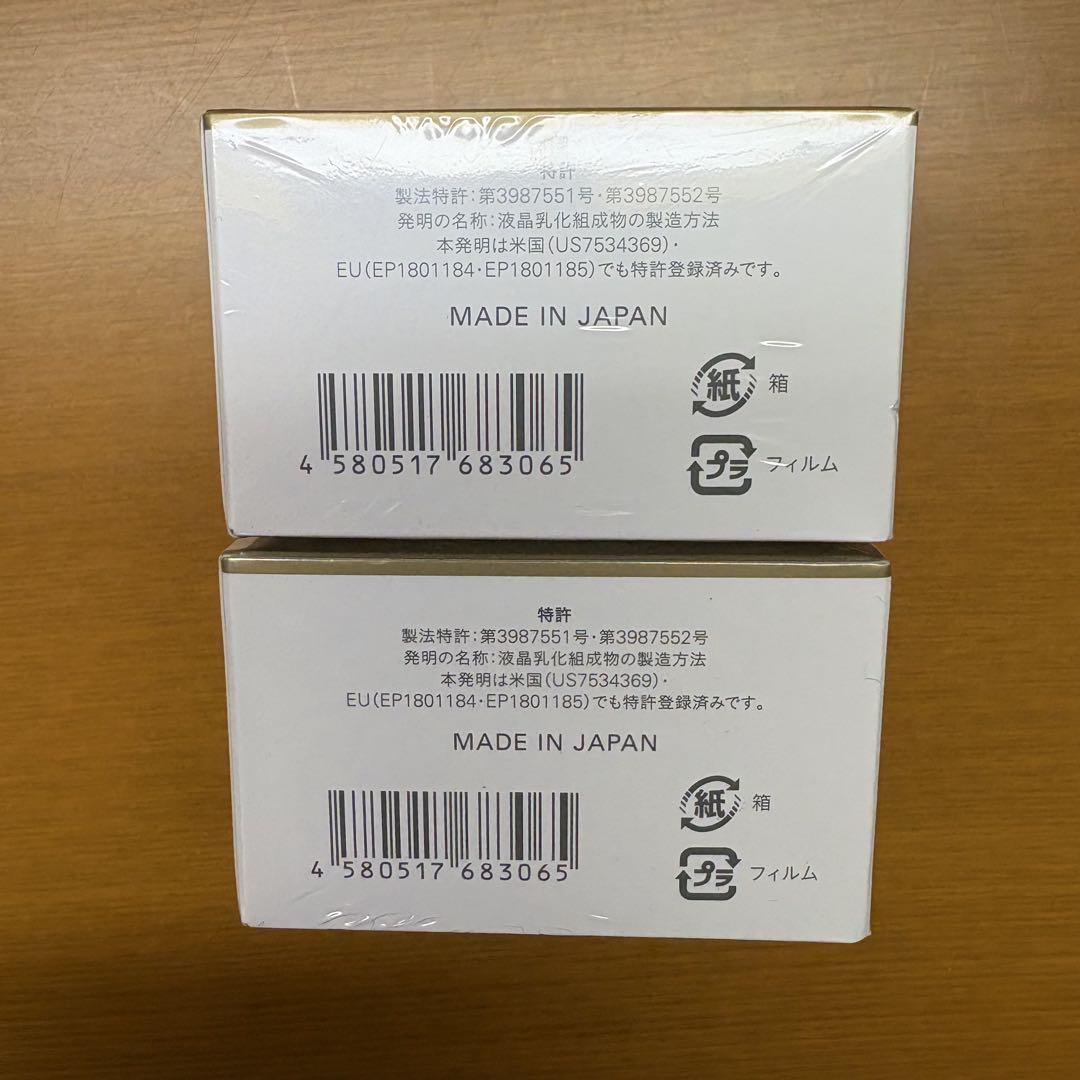 特許
製法特許:第3987551号・第3987552号
発明の名称:液晶乳化組成物の製造方法
本発明は米国(US7534369)・
EU(EP1801184・EP1801185)でも特許登録済みです。
MADE IN JAPAN
紙 箱
プラ フィルム
4 580517 683065
特許
製法特許:第3987551号・第3987552号
発明の名称:液晶乳化組成物の製造方法
本発明は米国(US7534369)・
EU(EP1801184・EP1801185)でも特許登録済みです。
MADE IN JAPAN
紙 箱
プラ フィルム
4 580517 683065